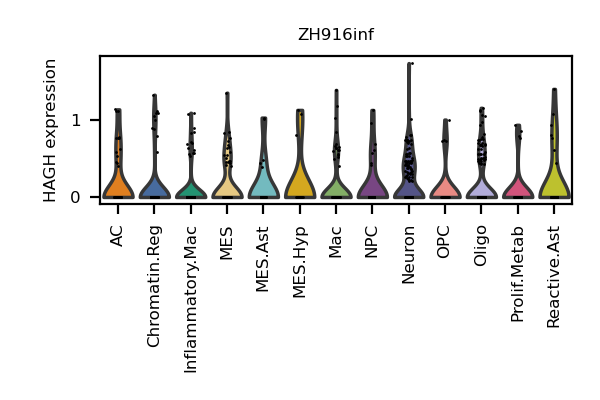 ZH916inf
HAGH expression
1
0
AC
Chromatin.Reg
Inflammatory.Mac
MES
MES.Ast
MES.Hyp
Mac
NPC
Neuron
OPC
Oligo
Prolif.Metab
Reactive.Ast